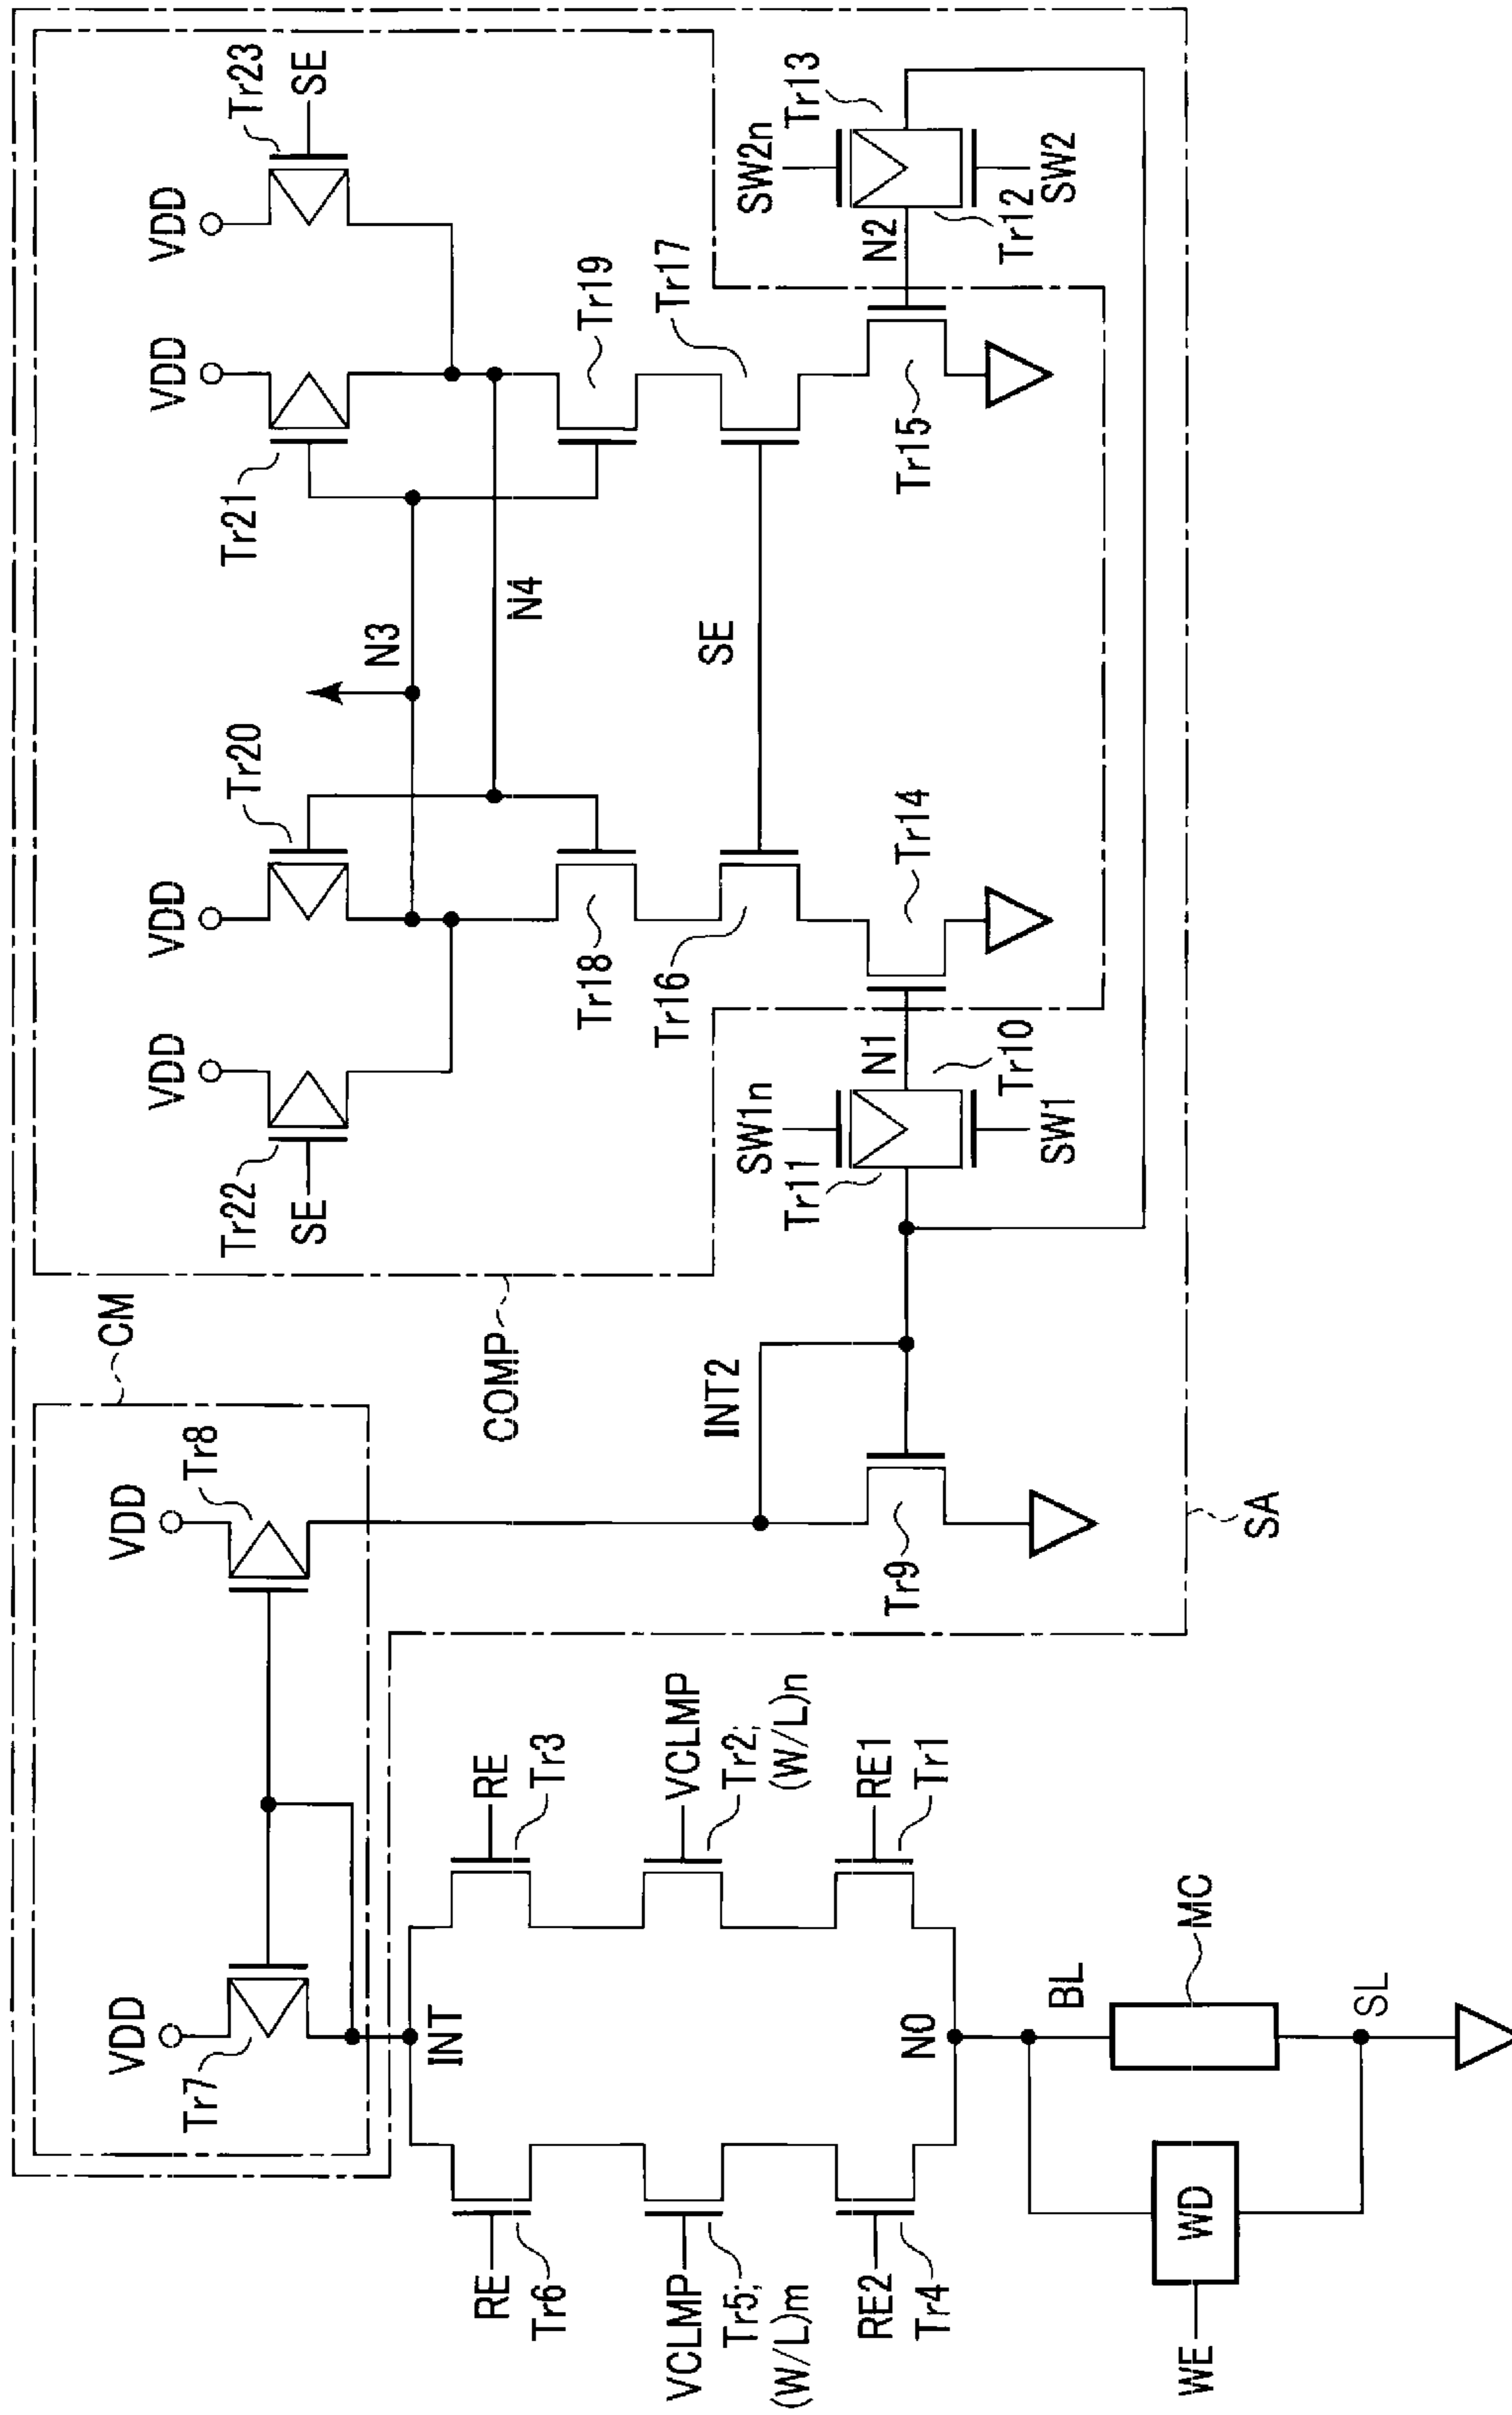 CM
VDD
VDD
VDD
VDD
VDD
VDD
Tr7
Tr8
Tr22
SE
Tr20
Tr21
Tr23
SE
N3
N4
COMP
INT
RE
Tr6
RE
Tr3
Tr18
Tr19
VCLMP
Tr5;
(W/L)m
VCLMP
Tr2;
(W/L)n
INT2
Tr16
SE
Tr17
SW1n
Tr11
N1
Tr10
SW1
Tr14
Tr15
SW2n
Tr13
N2
Tr12
SW2
Tr9
RE2
Tr4
N0
RE1
Tr1
SA
BL
MC
WE
WD
SL